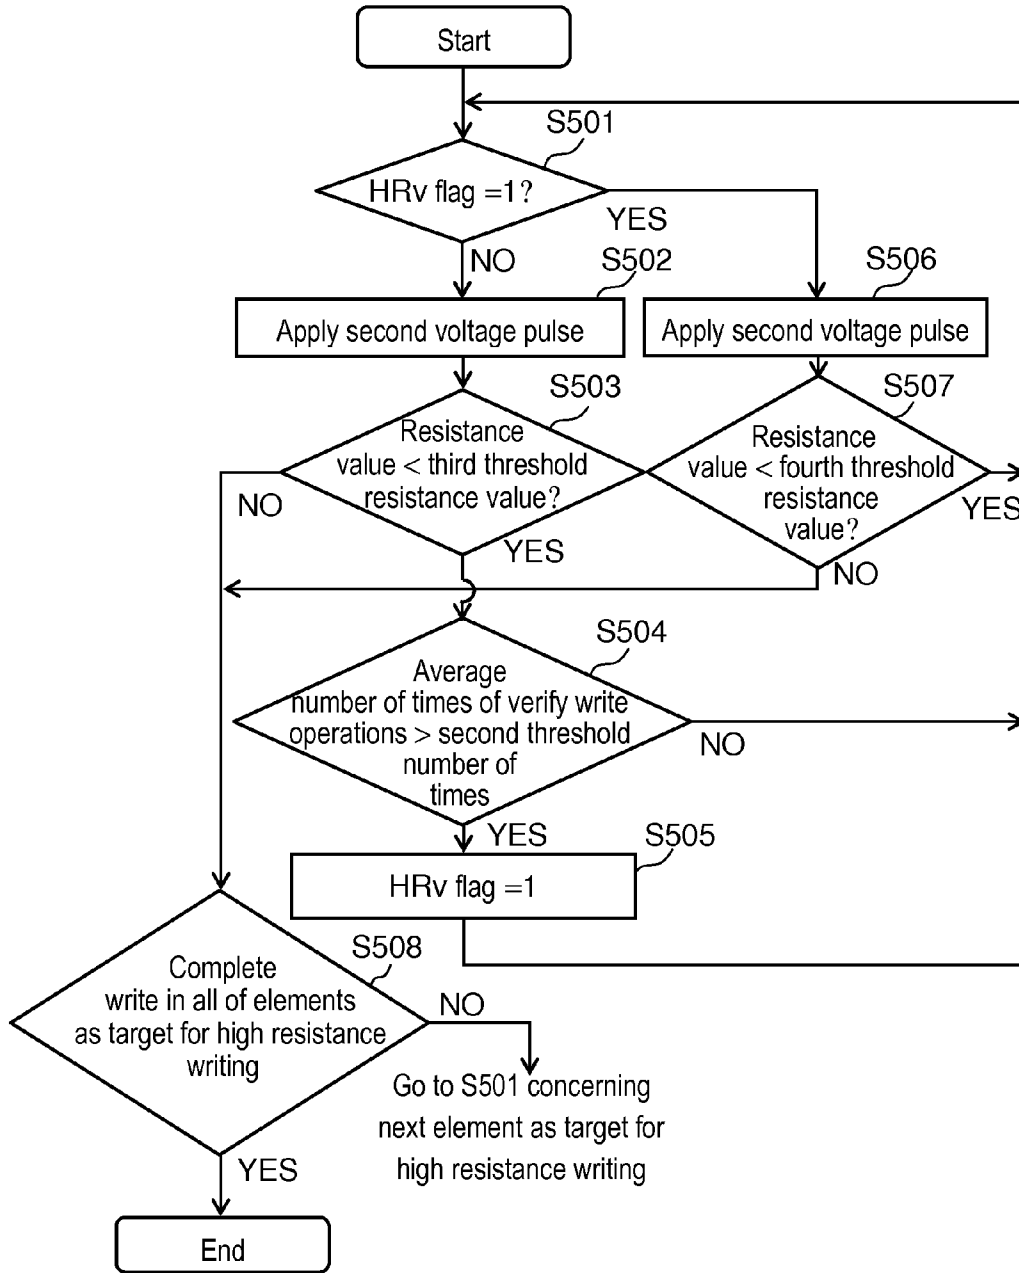 Start
S501
HRv flag =1?
YES
NO
S502
S506
Apply second voltage pulse
Apply second voltage pulse
S503
S507
Resistance
value < third threshold
resistance value?
Resistance
value < fourth threshold
resistance
value?
NO
YES
YES
NO
S504
Average
number of times of verify write
operations > second threshold
number of
times
NO
YES
S505
HRv flag =1
S508
Complete
write in all of elements
as target for high resistance
writing
NO
Go to S501 concerning
next element as target for
high resistance writing
YES
End